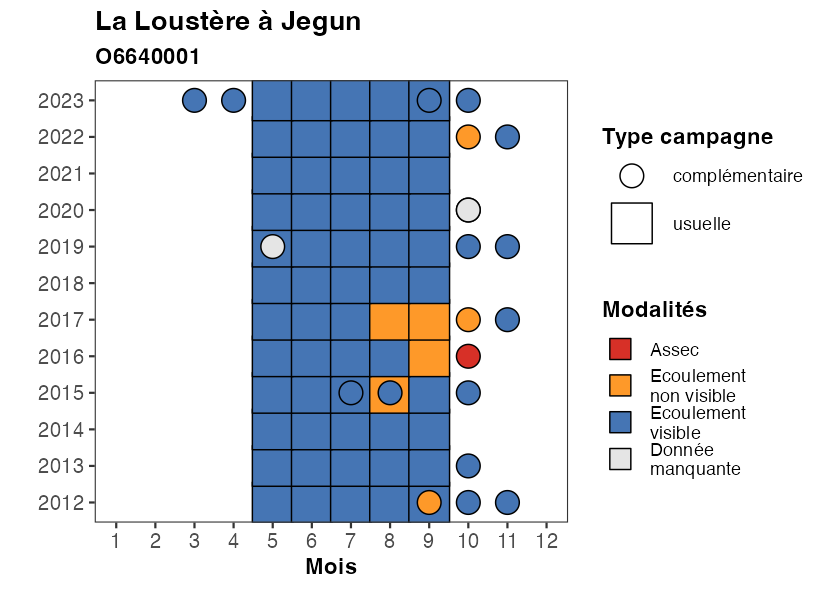 La Loustère à Jegun
O6640001
2023
2022
2021
2020
2019
2018
2017
2016
2015
2014
2013
2012
1 2 3 4 5 6 7 8 9 10 11 12
Mois
Type campagne
complémentaire
usuelle
Modalités
Assec
Ecoulement
non visible
Ecoulement
visible
Donnée
manquante